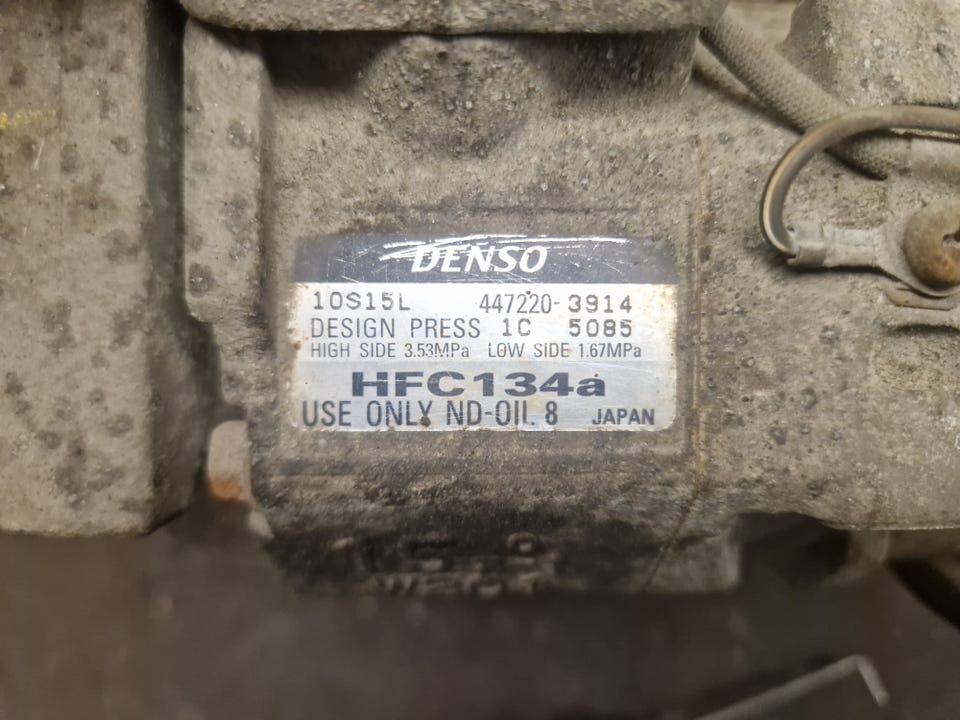 DENSO
10S15L 447220-3914
DESIGN PRESS 1C 5085
HIGH SIDE 3.53MPa LOW SIDE 1.67MPa
HFC134a
USE ONLY ND-OIL 8 JAPAN